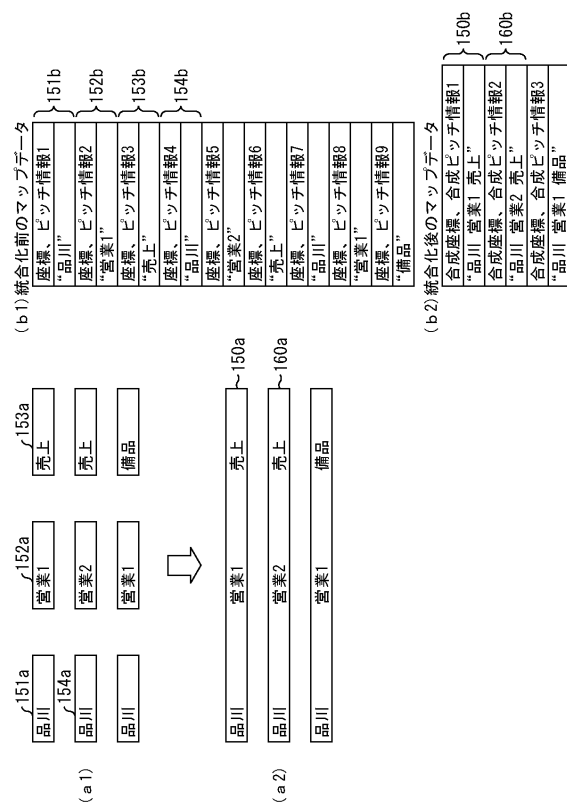 (a1)
151a
152a
153a
品川
営業1
売上
154a
品川
営業2
売上
品川
営業1
備品
(a2)
品川 営業1 売上
150a
品川 営業2 売上
160a
品川 営業1 備品
(b1)統合化前のマップデータ
座標、ピッチ情報1
“品川”
151b
座標、ピッチ情報2
“営業1”
152b
座標、ピッチ情報3
“売上”
153b
座標、ピッチ情報4
“品川”
154b
座標、ピッチ情報5
“営業2”
座標、ピッチ情報6
“売上”
座標、ピッチ情報7
“品川”
座標、ピッチ情報8
“営業1”
座標、ピッチ情報9
“備品”
(b2)統合化後のマップデータ
合成座標、合成ピッチ情報1
“品川 営業1 売上”
150b
合成座標、合成ピッチ情報2
“品川 営業2 売上”
160b
合成座標、合成ピッチ情報3
“品川 営業1 備品”